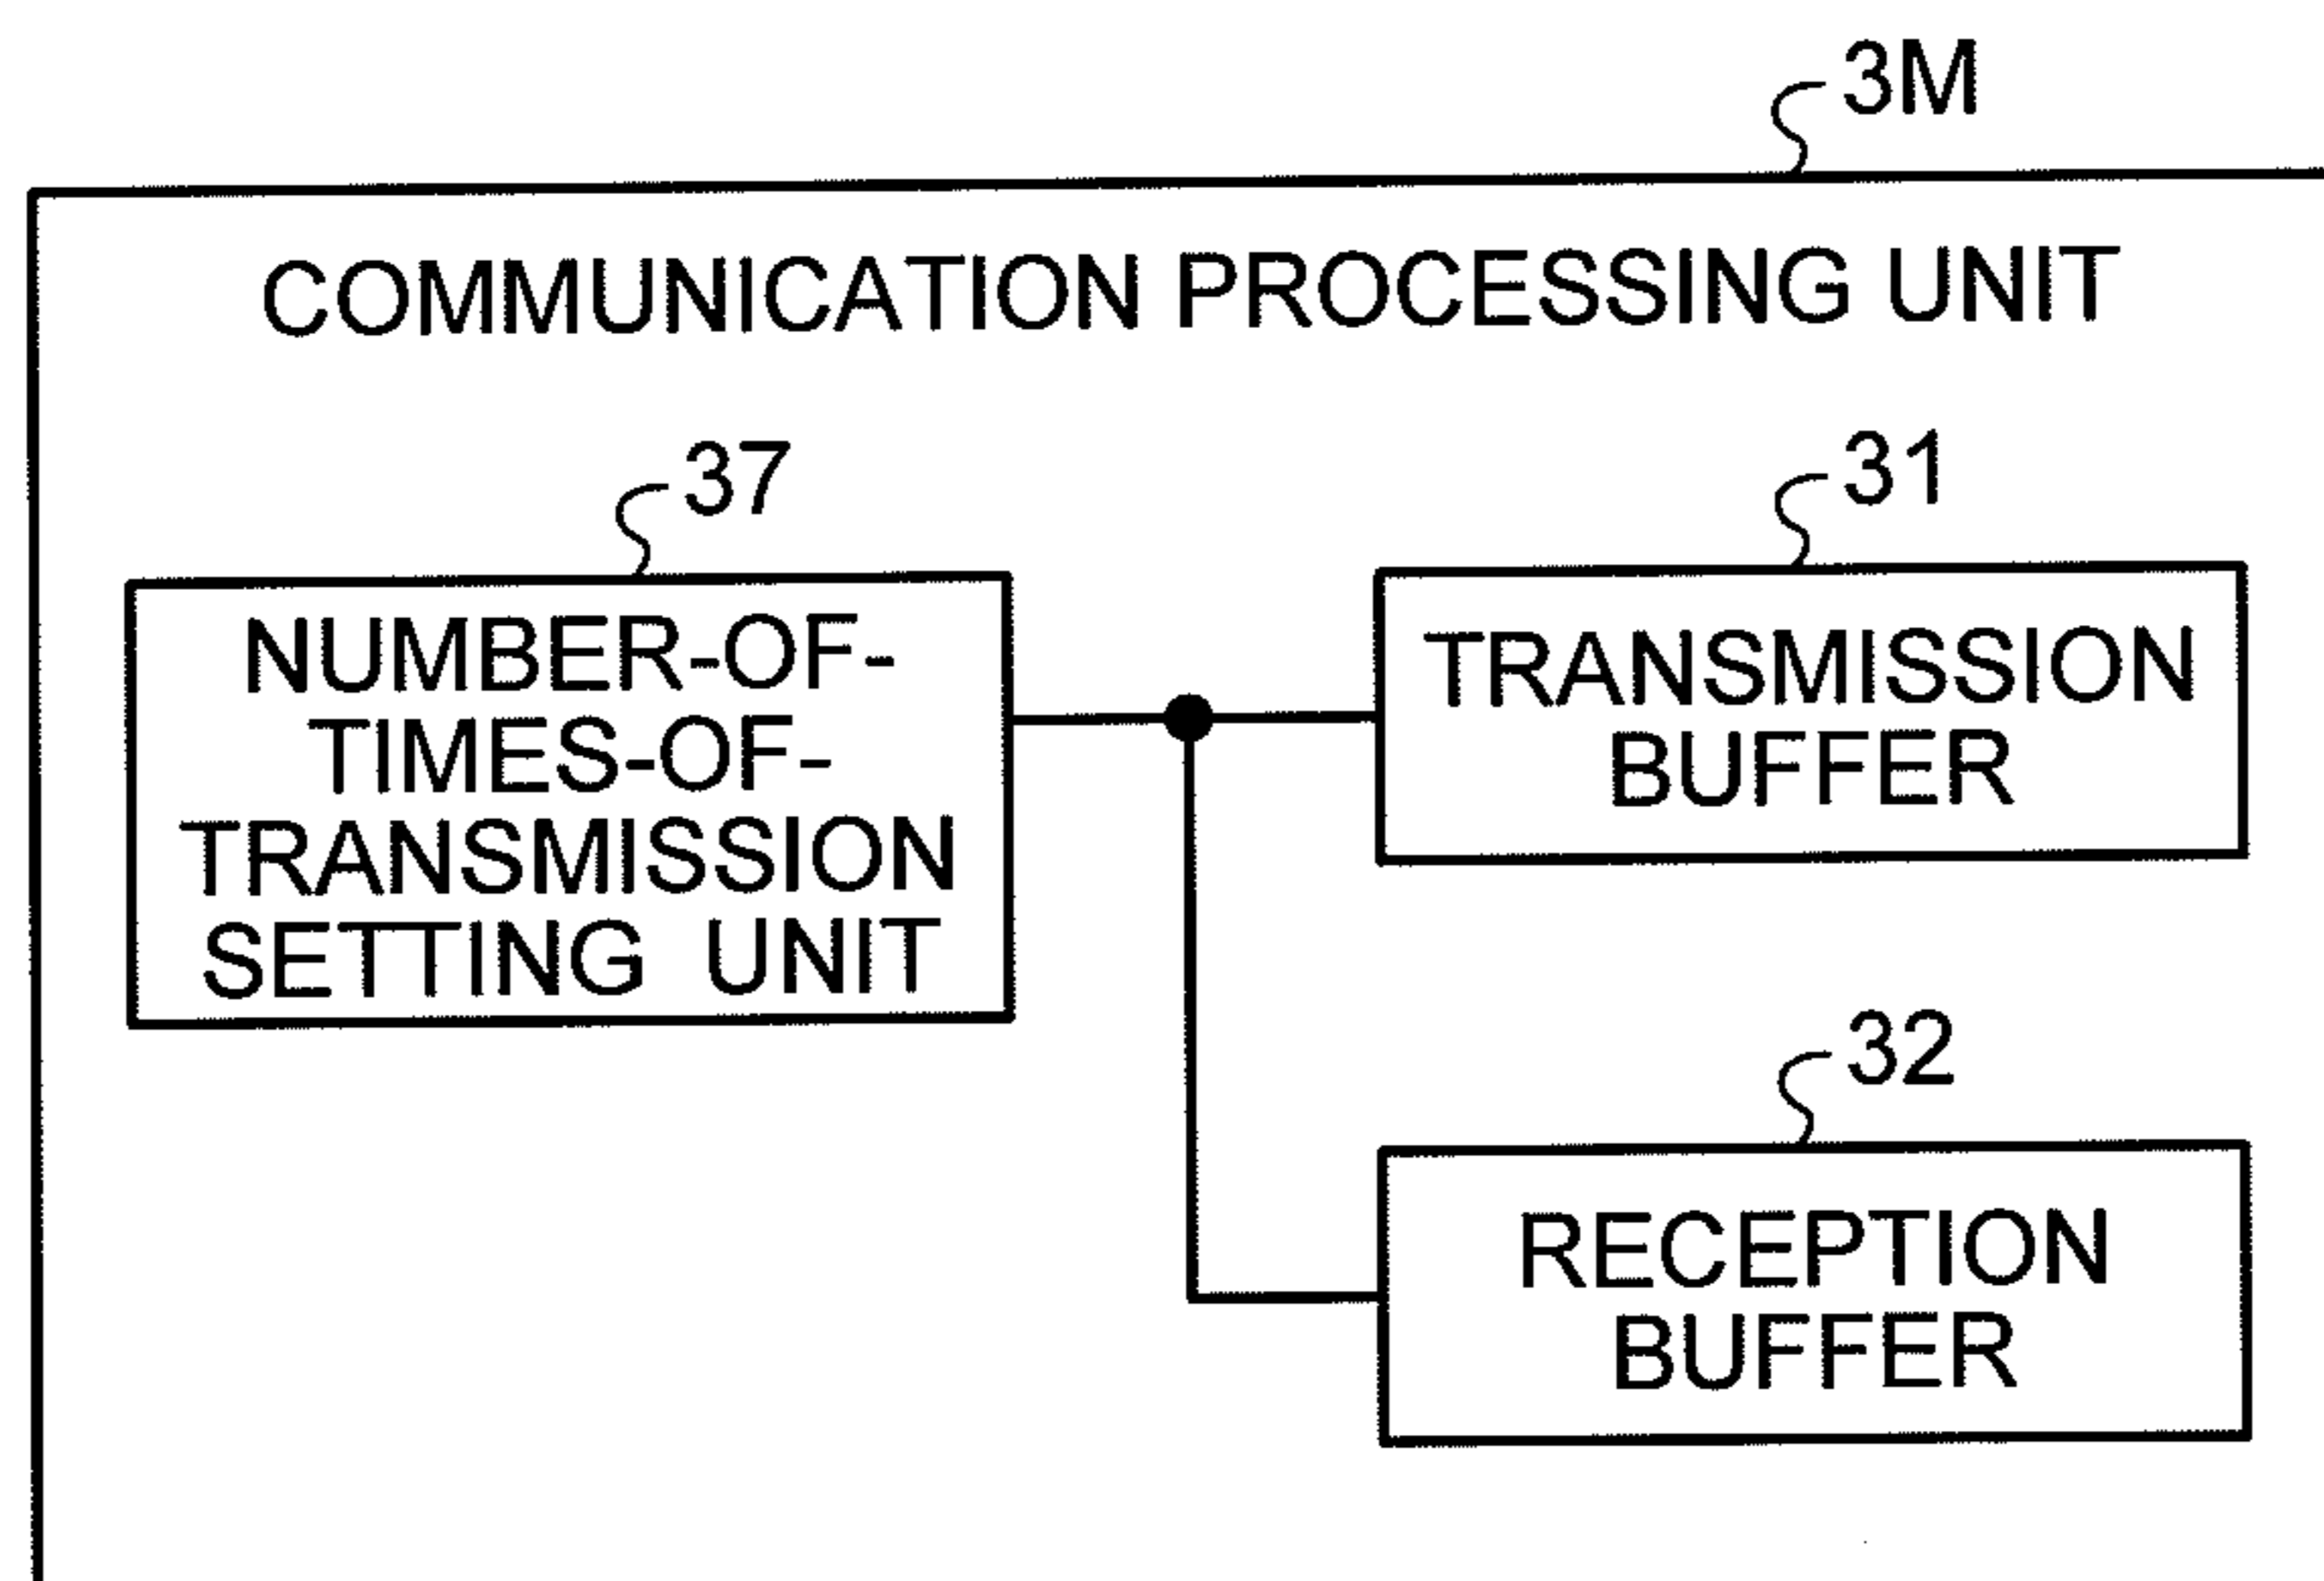 3M
COMMUNICATION PROCESSING UNIT
37
NUMBER-OF-
TIMES-OF-
TRANSMISSION
SETTING UNIT
31
TRANSMISSION
BUFFER
32
RECEPTION
BUFFER